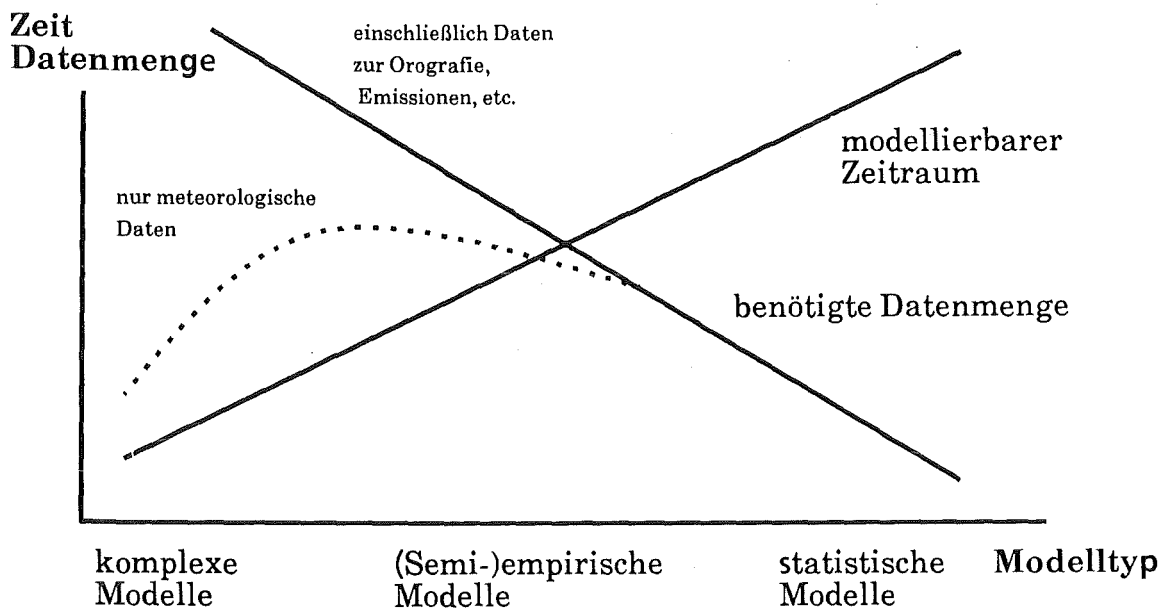 Zeit
Datenmenge
einschließlich Daten
zur Orografie,
Emissionen, etc.
modellierbarer
Zeitraum
nur meteorologische
Daten
benötigte Datenmenge
komplexe
Modelle
(Semi-)empirische
Modelle
statistische
Modelle
Modelltyp